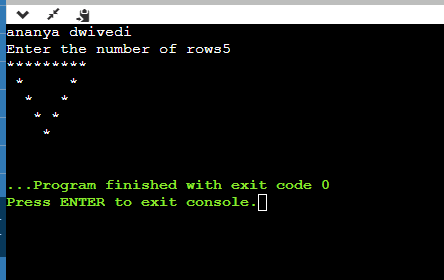 ananya dwivedi
Enter the number of rows5
*********
 *     *
  *   *
   * *
    *
...Program finished with exit code 0
Press ENTER to exit console.